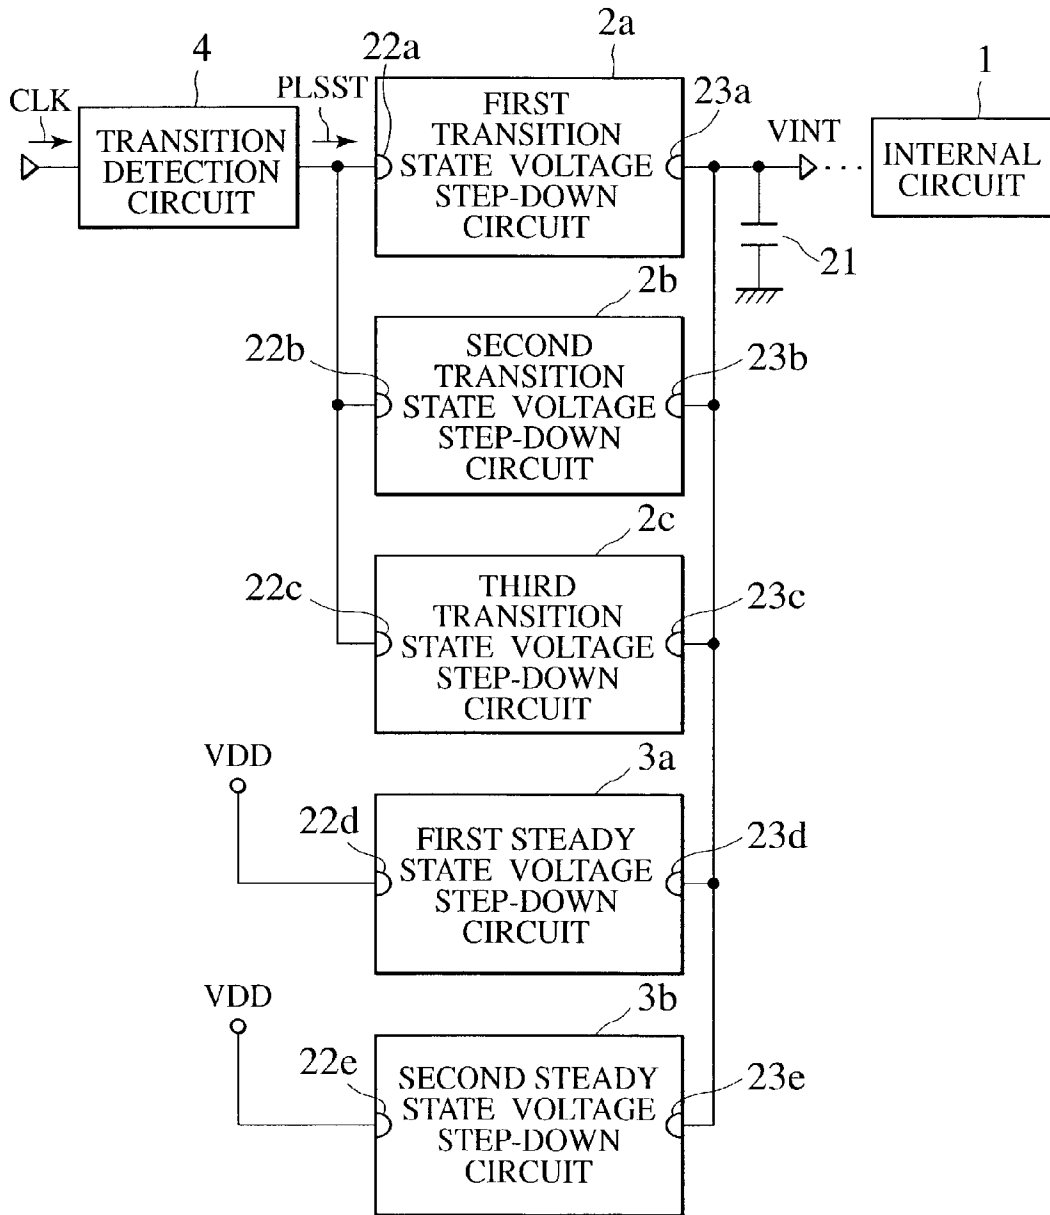 4
22a
2a
1
CLK
PLSST
23a
VINT
TRANSITION
DETECTION
CIRCUIT
FIRST
TRANSITION
STATE VOLTAGE
STEP-DOWN
CIRCUIT
INTERNAL
CIRCUIT
21
2b
22b
23b
SECOND
TRANSITION
STATE VOLTAGE
STEP-DOWN
CIRCUIT
2c
22c
23c
THIRD
TRANSITION
STATE VOLTAGE
STEP-DOWN
CIRCUIT
VDD
3a
22d
23d
FIRST STEADY
STATE VOLTAGE
STEP-DOWN
CIRCUIT
VDD
3b
22e
23e
SECOND STEADY
STATE VOLTAGE
STEP-DOWN
CIRCUIT